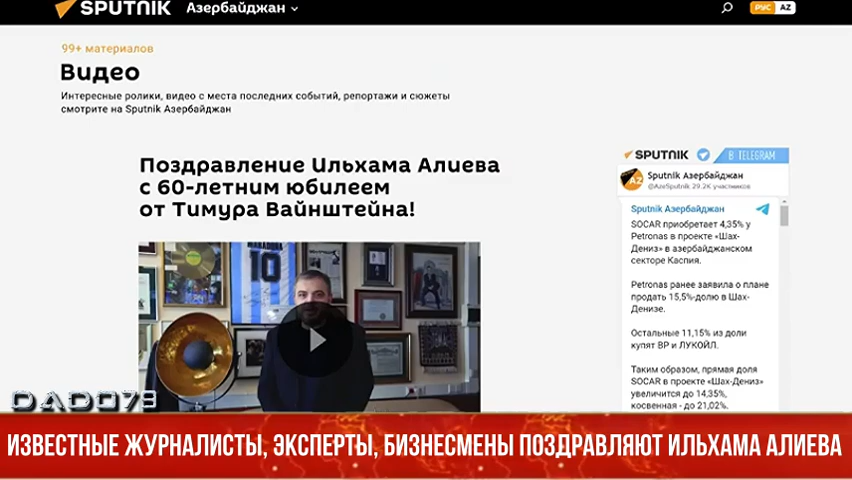 SPUTNIK Азербайджан
РУС AZ
99+ материалов
Видео
Интересные ролики, видео с места последних событий, репортажи и сюжеты
смотрите на Sputnik Азербайджан
Поздравление Ильхама Алиева
с 60-летним юбилеем
от Тимура Вайнштейна!
10
SPUTNIK В TELEGRAM
AZ
Sputnik Азербайджан
@AzeSputnik 29.2K участников
Sputnik Азербайджан
SOCAR приобретает 4,35% у
Petronas в проекте «Шах-
Дениз» в азербайджанском
секторе Каспия.
Petronas ранее заявила о плане
продать 15,5%-долю в Шах-
Денизе.
Остальные 11,15% из доли
купят BP и ЛУКОЙЛ.
Таким образом, прямая доля
SOCAR в проекте «Шах-Дениз»
увеличится до 14,35%,
косвенная - до 21,02%.
DADO73
ИЗВЕСТНЫЕ ЖУРНАЛИСТЫ, ЭКСПЕРТЫ, БИЗНЕСМЕНЫ ПОЗДРАВЛЯЮТ ИЛЬХАМА АЛИЕВА